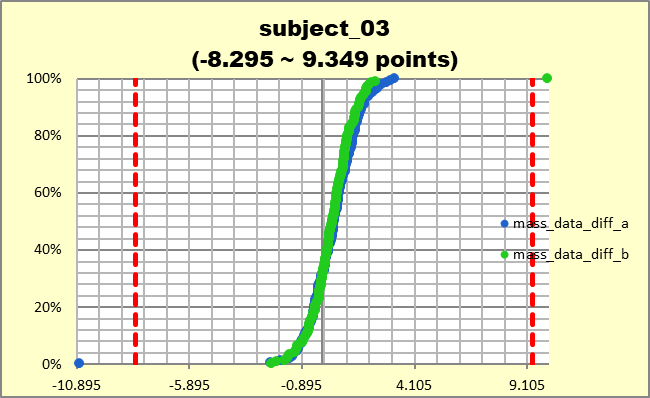 subject_03
(-8.295 ~ 9.349 points)
100%
80%
60%
mass_data_diff_a
40%
mass_data_diff_b
20%
0%
-10.895
-5.895
-0.895
4.105
9.105